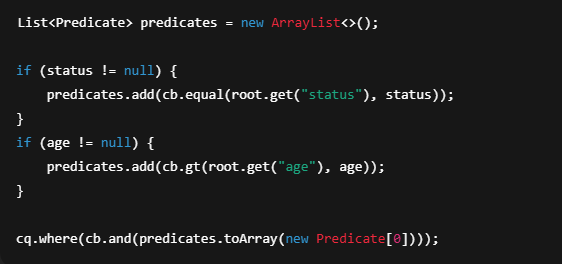 List<Predicate> predicates = new ArrayList<>();
if (status != null) {
    predicates.add(cb.equal(root.get("status"), status));
}
if (age != null) {
    predicates.add(cb.gt(root.get("age"), age));
}
cq.where(cb.and(predicates.toArray(new Predicate[0])));